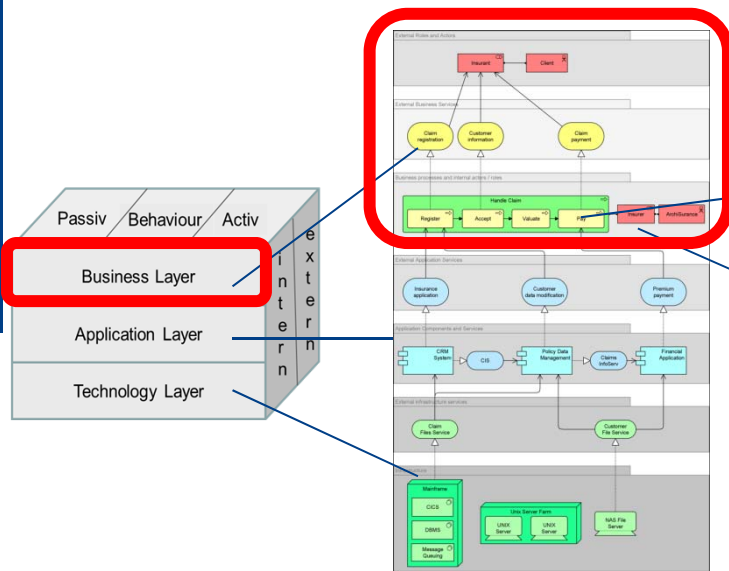 Passiv
Behaviour
Activ
Business Layer
Application Layer
Technology Layer
intern
extern
External Roles and Actors
Insurant
Client
External Business Services
Claim
registration
Customer
information
Claim
payment
Business processes and internal actors / roles
Handle Claim
Register
Accept
Valuate
Pay
Insurer
ArchiSurance
External Application Services
Insurance
application
Customer
data modification
Premium
payment
Application Components and Services
CRM
System
CIS
Policy Data
Management
Claims
InfoServ
Financial
Application
External infrastructure services
Claim
Files Service
Customer
File Service
Mainframe
CICS
DBMS
Message
Queuing
Unix Server Farm
UNIX
Server
UNIX
Server
NAS File
Server